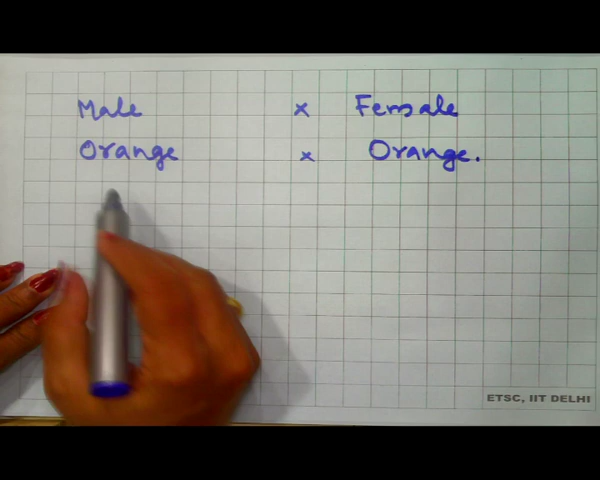 Male × Female
Orange × Orange.
ETSC, IIT DELHI